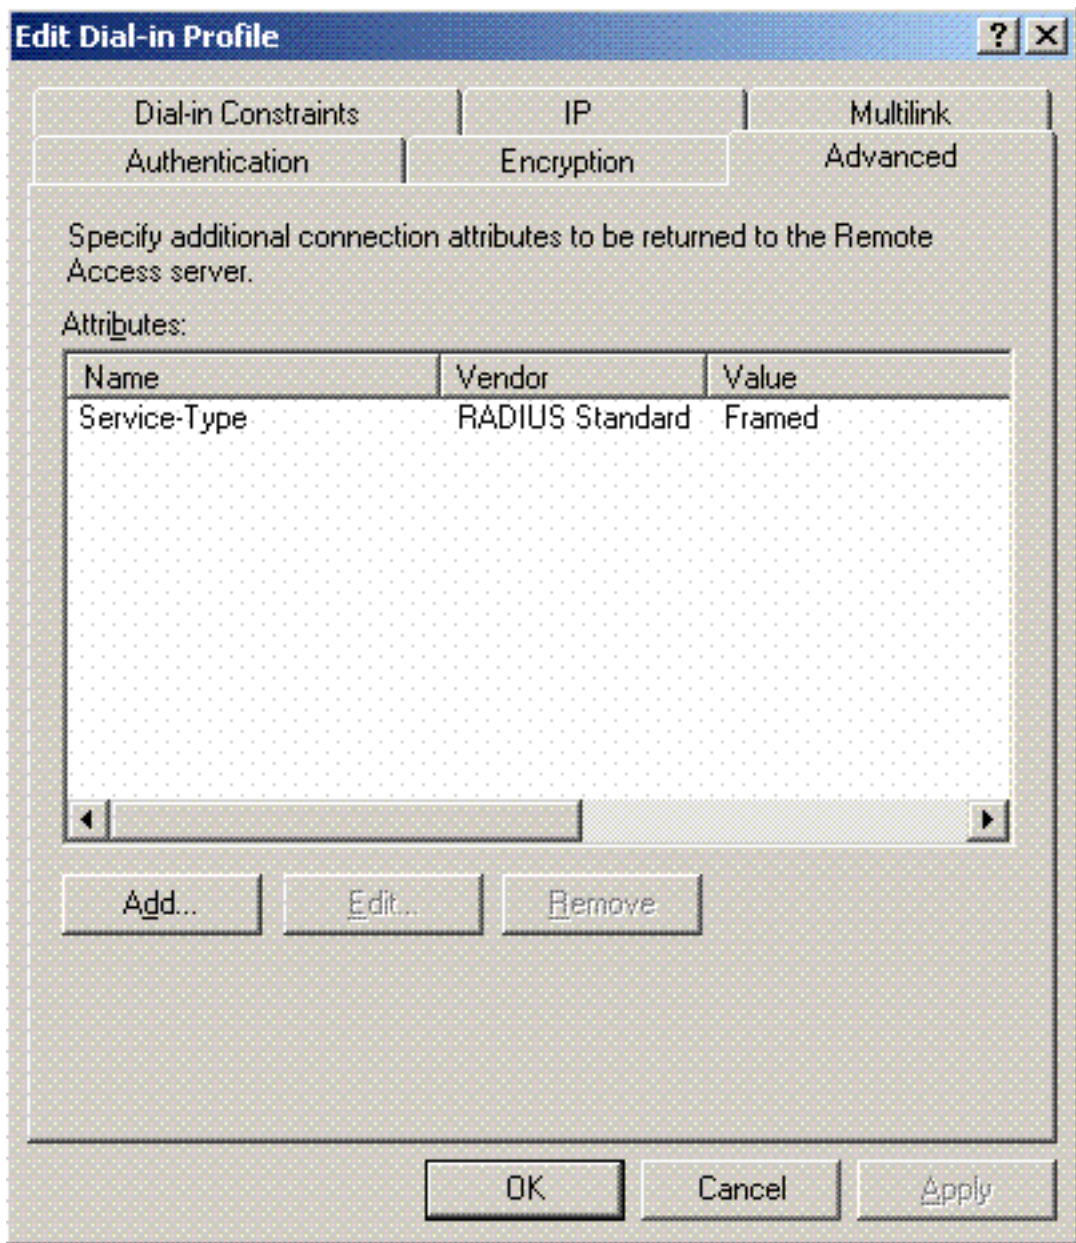 Edit Dial-in Profile
Dial-in Constraints IP Multilink
Authentication Encryption Advanced
Specify additional connection attributes to be returned to the Remote
Access server.
Attributes:
Name Vendor Value
Service-Type RADIUS Standard Framed
Add... Edit... Remove
OK Cancel Apply